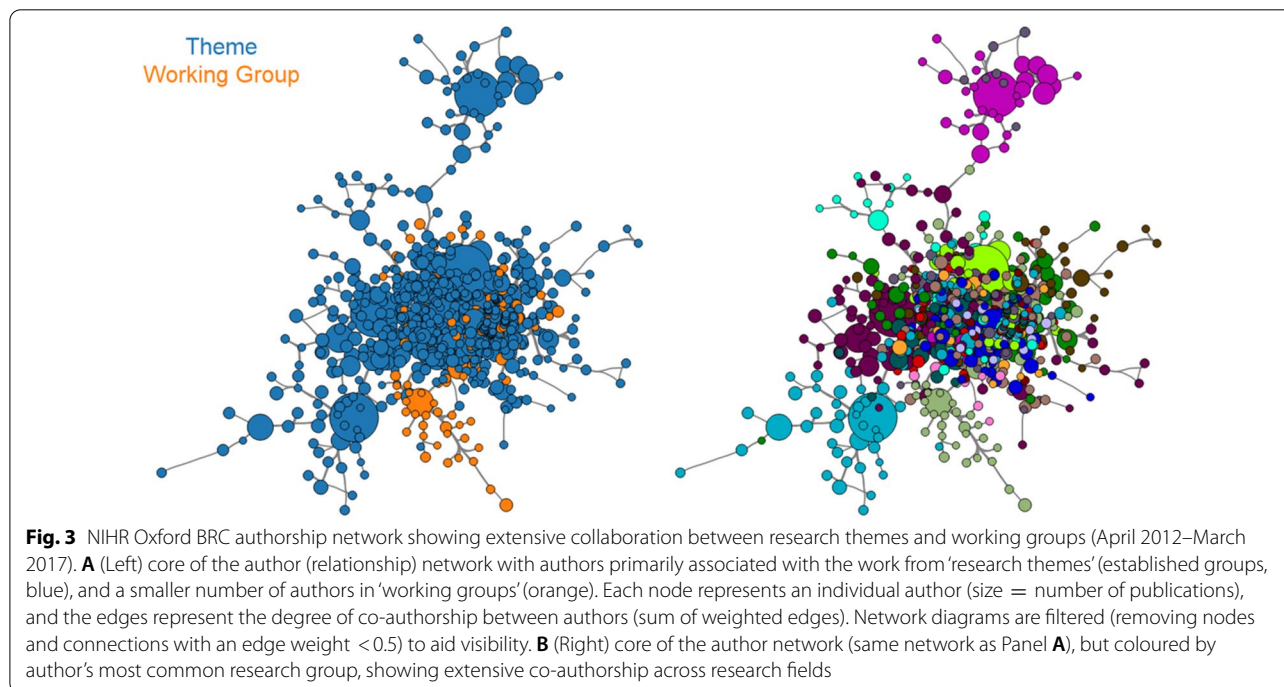 Theme
Working Group
Fig. 3 NIHR Oxford BRC authorship network showing extensive collaboration between research themes and working groups (April 2012–March
2017). A (Left) core of the author (relationship) network with authors primarily associated with the work from ‘research themes’ (established groups,
blue), and a smaller number of authors in ‘working groups’ (orange). Each node represents an individual author (size = number of publications),
and the edges represent the degree of co-authorship between authors (sum of weighted edges). Network diagrams are filtered (removing nodes
and connections with an edge weight < 0.5) to aid visibility. B (Right) core of the author network (same network as Panel A), but coloured by
author’s most common research group, showing extensive co-authorship across research fields